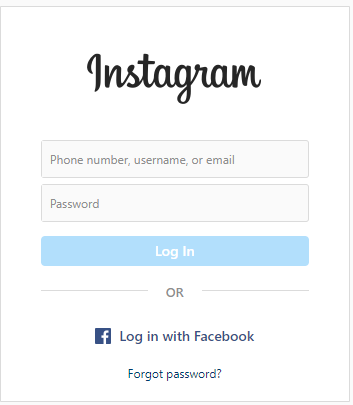 Instagram
Phone number, username, or email
Password
Log In
OR
Log in with Facebook
Forgot password?